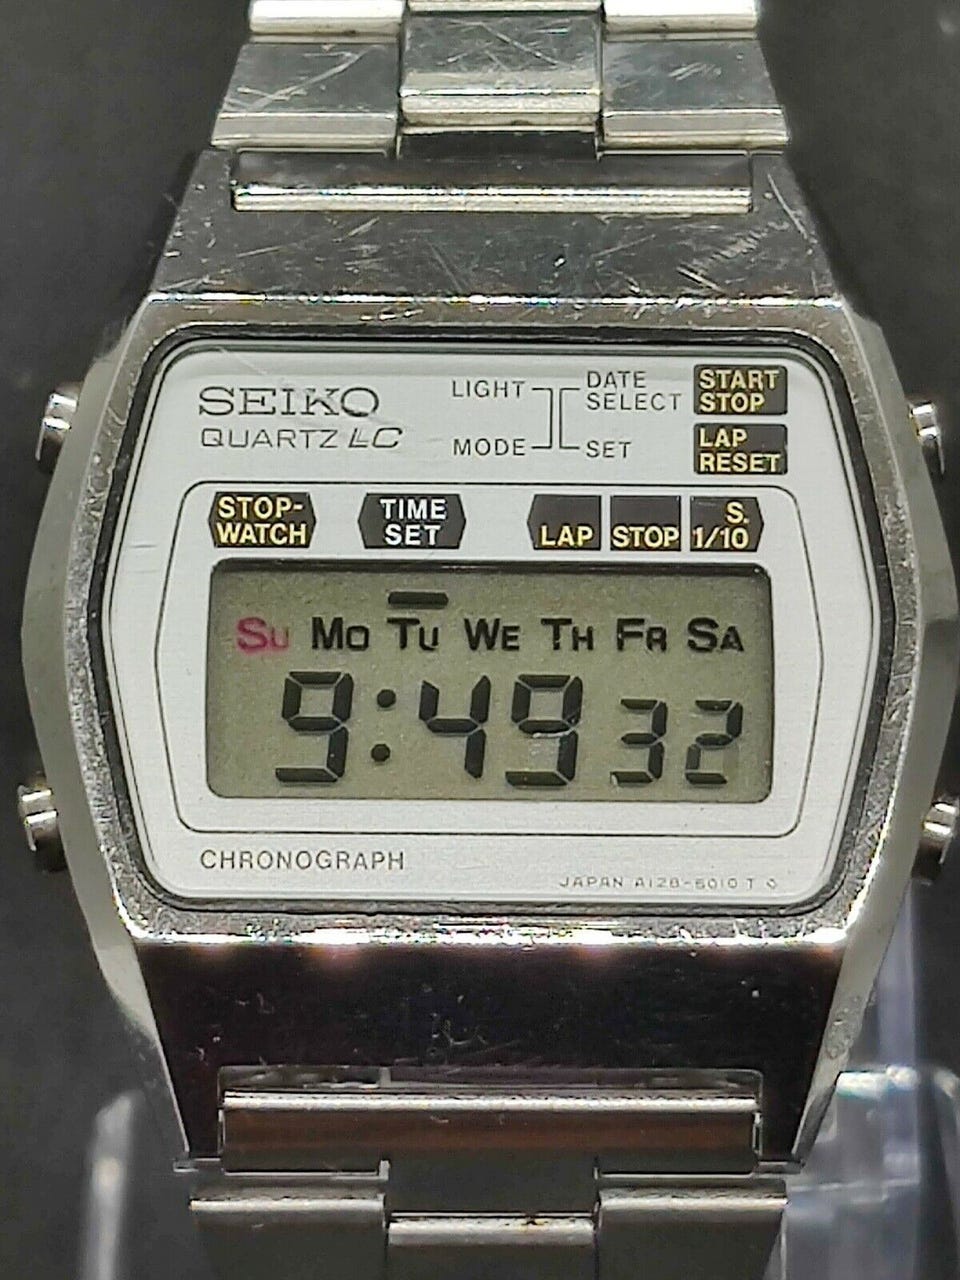 SEIKO
QUARTZ LC
LIGHT
MODE
DATE
SELECT
SET
START
STOP
LAP
RESET
STOP-
WATCH
TIME
SET
LAP
STOP
S.
1/10
SU MO TU WE TH FR SA
9:49 32
CHRONOGRAPH
JAPAN A128-5010 T